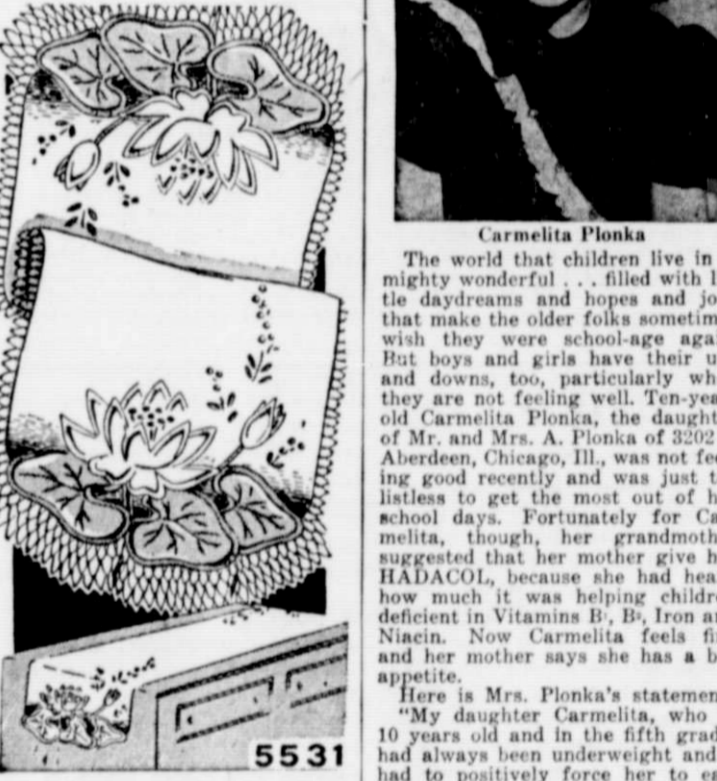 5531
Carmelita Plonka
The world that children live in
mighty wonderful . . . filled with l
tle daydreams and hopes and jo
that make the older folks sometim
wish they were school-age aga
But boys and girls have their u
and downs, too, particularly wh
they are not feeling well. Ten-yea
old Carmelita Plonka, the daught
of Mr. and Mrs. A. Plonka of 3202
Aberdeen, Chicago, Ill., was not fee
ing good recently and was just t
listless to get the most out of h
school days. Fortunately for Ca
melita, though, her grandmoth
suggested that her mother give h
HADACOL, because she had hea
how much it was helping childre
deficient in Vitamins B¹, B², Iron a
Niacin. Now Carmelita feels fi
and her mother says she has a b
appetite.
Here is Mrs. Plonka's statemen
"My daughter Carmelita, who
10 years old and in the fifth grad
had always been underweight and
had to positively force her to e